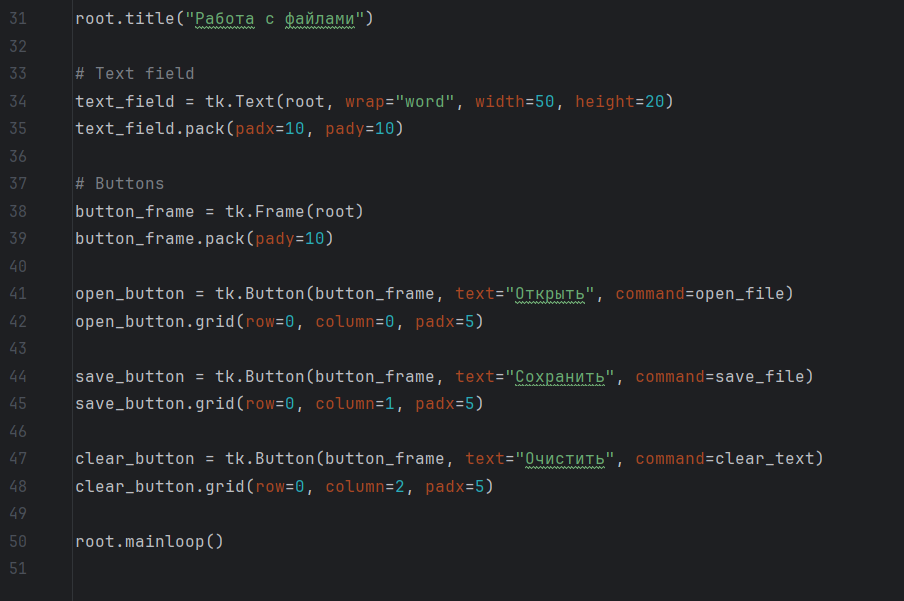 31 root.title("Работа с файлами")
32
33 # Text field
34 text_field = tk.Text(root, wrap="word", width=50, height=20)
35 text_field.pack(padx=10, pady=10)
36
37 # Buttons
38 button_frame = tk.Frame(root)
39 button_frame.pack(pady=10)
40
41 open_button = tk.Button(button_frame, text="Открыть", command=open_file)
42 open_button.grid(row=0, column=0, padx=5)
43
44 save_button = tk.Button(button_frame, text="Сохранить", command=save_file)
45 save_button.grid(row=0, column=1, padx=5)
46
47 clear_button = tk.Button(button_frame, text="Очистить", command=clear_text)
48 clear_button.grid(row=0, column=2, padx=5)
49
50 root.mainloop()
51